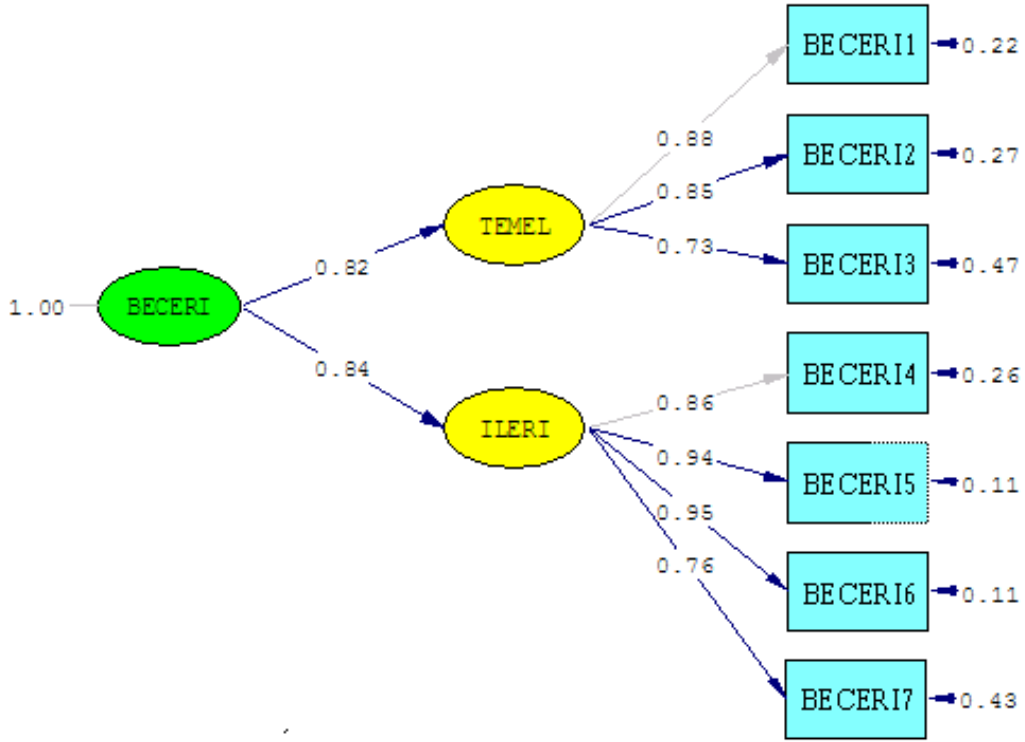 BECERI1
0.22
0.88
BECERI2
0.27
0.85
TEMEL
0.73
BECERI3
0.47
0.82
1.00
BECERI
0.84
BECERI4
0.26
0.86
ILERI
0.94
BECERI5
0.11
0.95
0.76
BECERI6
0.11
BECERI7
0.43